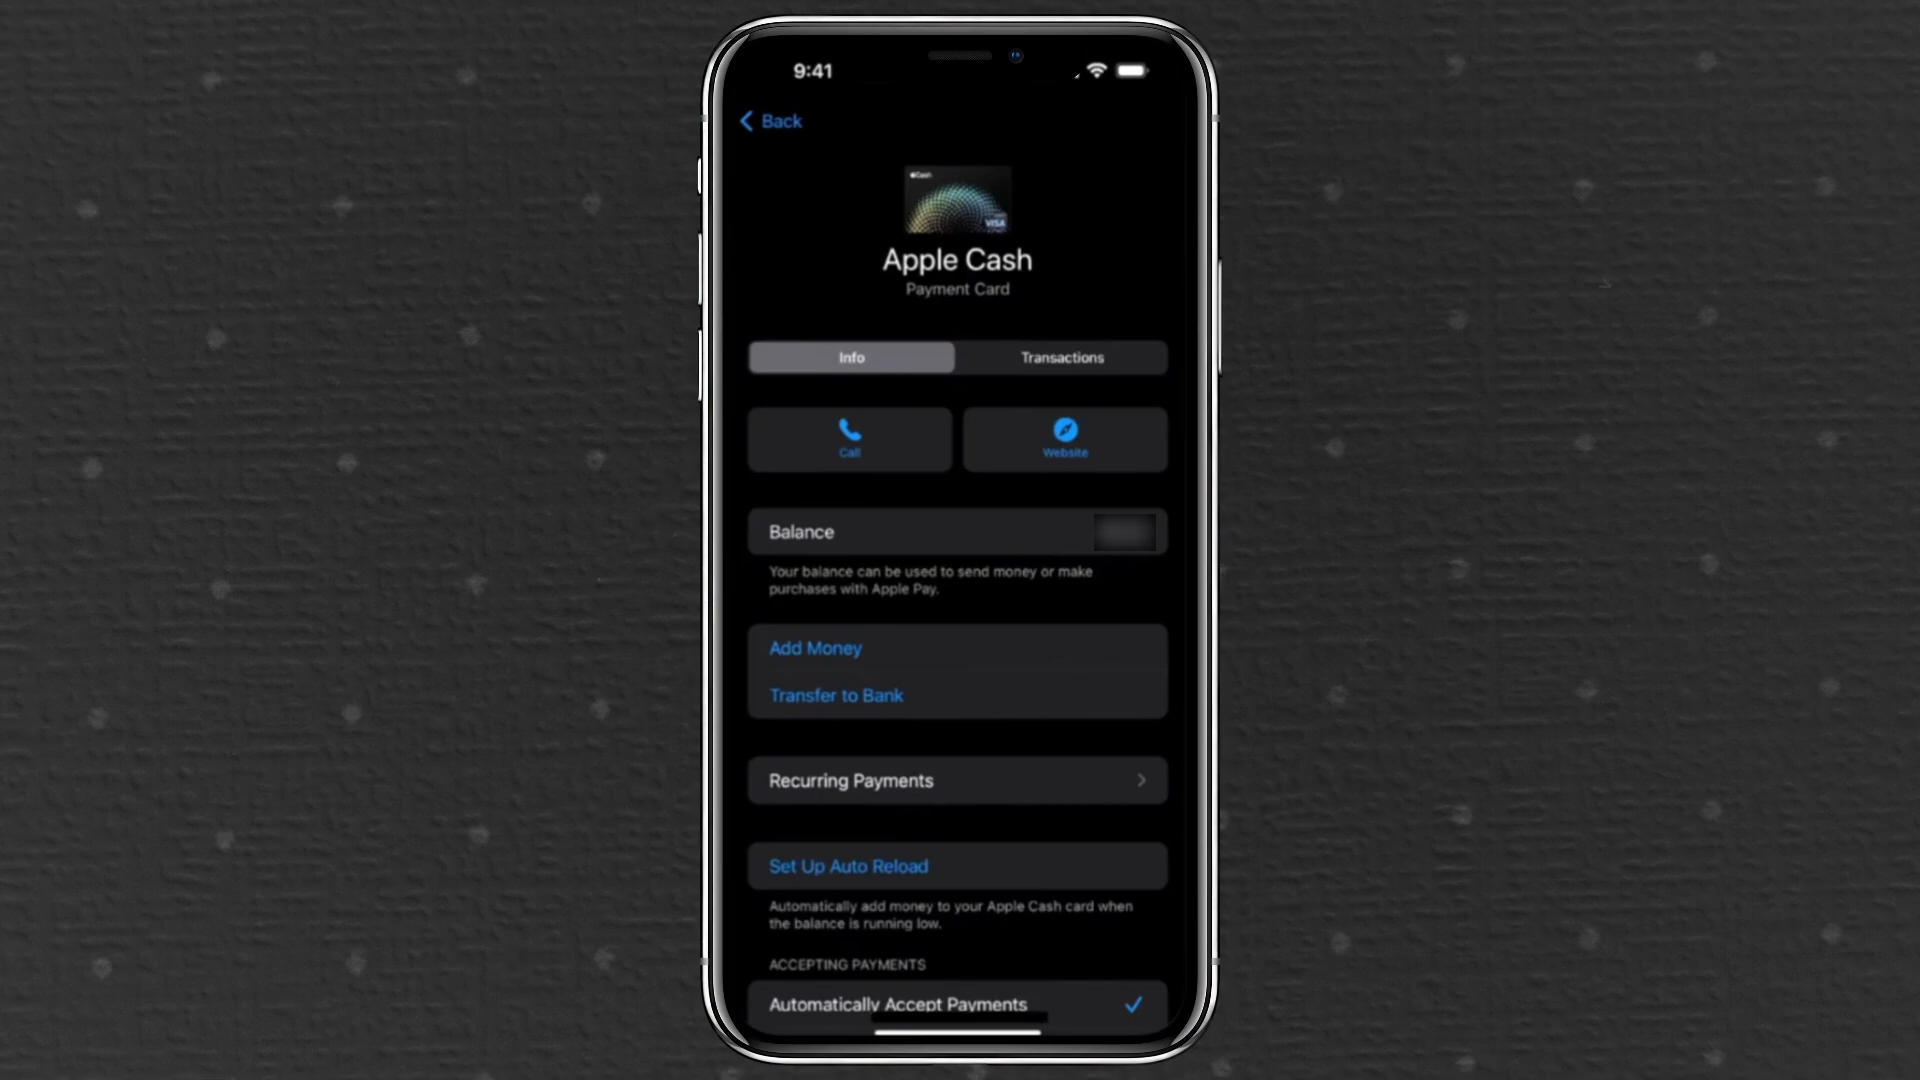 9:41
Back
Cash
VISA
Apple Cash
Payment Card
Info
Transactions
Call
Website
Balance
Your balance can be used to send money or make
purchases with Apple Pay.
Add Money
Transfer to Bank
Recurring Payments
Set Up Auto Reload
Automatically add money to your Apple Cash card when
the balance is running low.
ACCEPTING PAYMENTS
Automatically Accept Payments